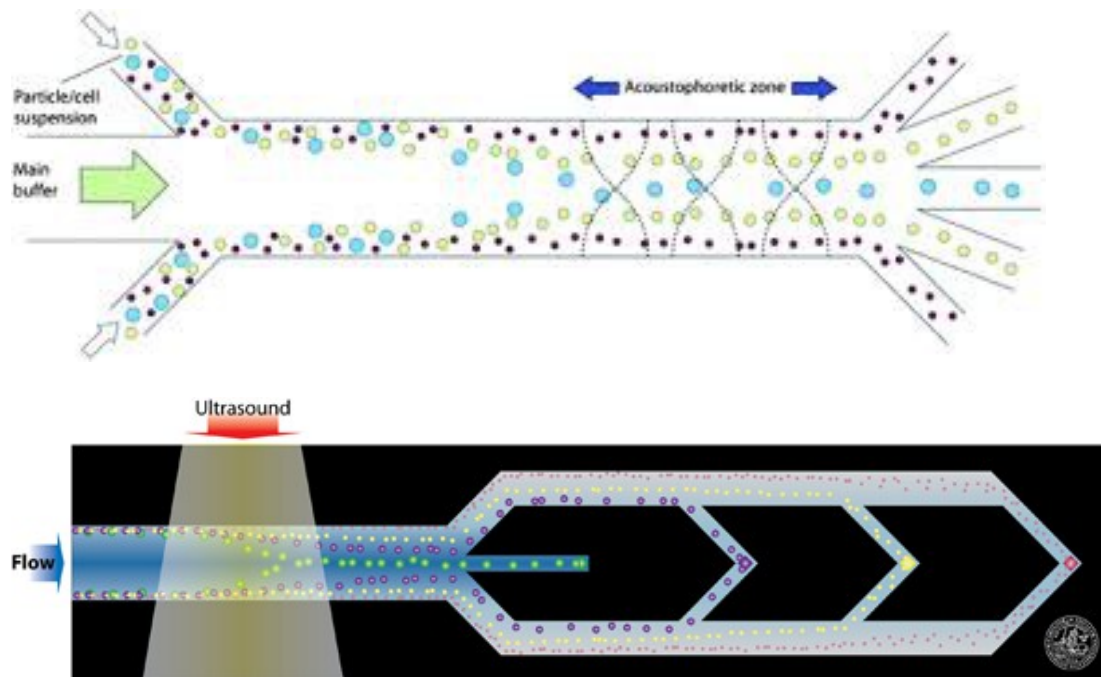 Particle/cell
suspension
Acoustophoretic zone
Main
buffer
Ultrasound
Flow